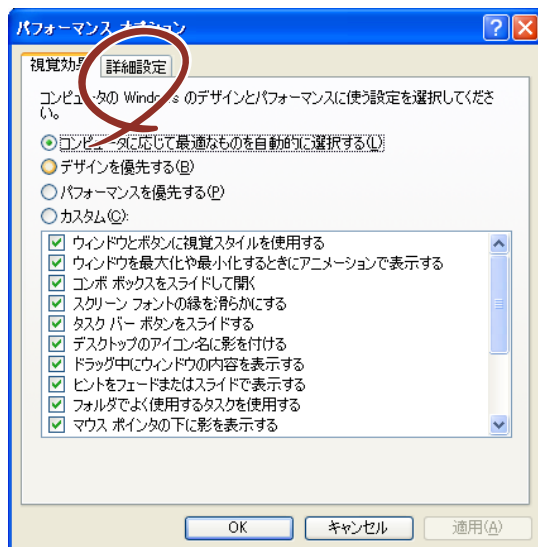 パフォーマンス オプション
視覚効果 詳細設定
コンピュータの Windows のデザインとパフォーマンスに使う設定を選択してくださ
い。
コンピュータに応じて最適なものを自動的に選択する(L)
デザインを優先する(B)
パフォーマンスを優先する(P)
カスタム(C):
ウィンドウとボタンに視覚スタイルを使用する
ウィンドウを最大化や最小化するときにアニメーションで表示する
コンボ ボックスをスライドして開く
スクリーン フォントの縁を滑らかにする
タスク バー ボタンをスライドする
デスクトップのアイコン名に影を付ける
ドラッグ中にウィンドウの内容を表示する
ヒントをフェードまたはスライドで表示する
フォルダでよく使用するタスクを使用する
マウス ポインタの下に影を表示する
OK キャンセル 適用(A)